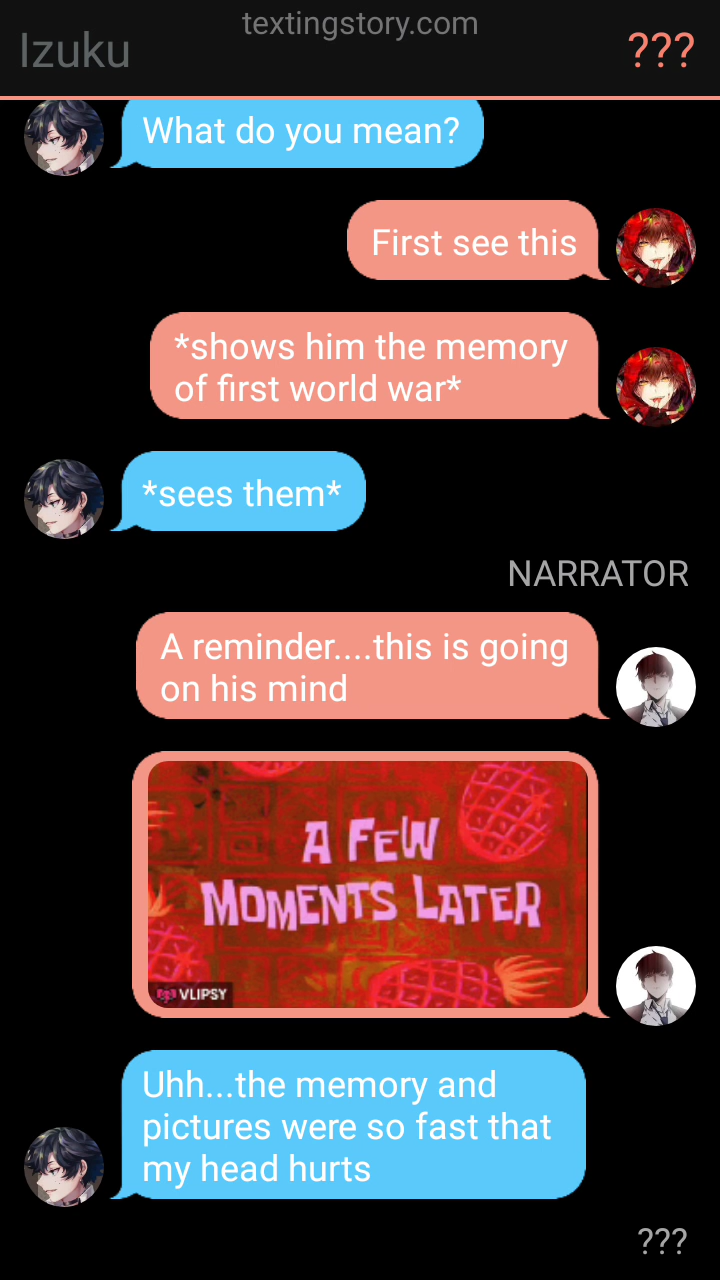 textingstory.com
Izuku
???
What do you mean?
First see this
*shows him the memory
of first world war*
*sees them*
NARRATOR
A reminder....this is going
on his mind
A FEW
MOMENTS LATER
VLIPSY
Uhh...the memory and
pictures were so fast that
my head hurts
???